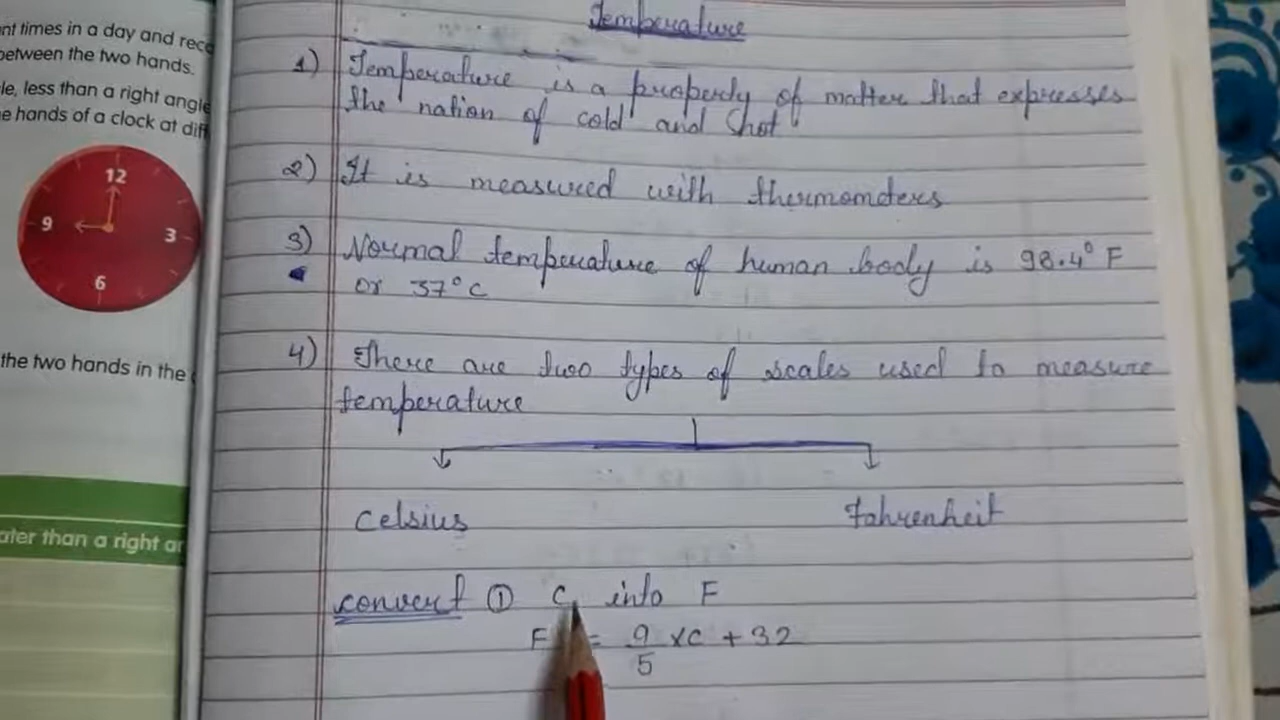 nt times in a day and reco
between the two hands.
le, less than a right angle
e hands of a clock at diff
12
9
3
6
the two hands in the
ater than a right an
Temperature
1) Temperature is a property of matter that expresses
the nation of cold and shot
2) It is measured with thermometers
3) Normal temperature of human body is 98.4° F
or 37° C
4) There are two types of scales used to measure
temperature
Celsius Fahrenheit
convert ① C into F
F = 9/5 × C + 32